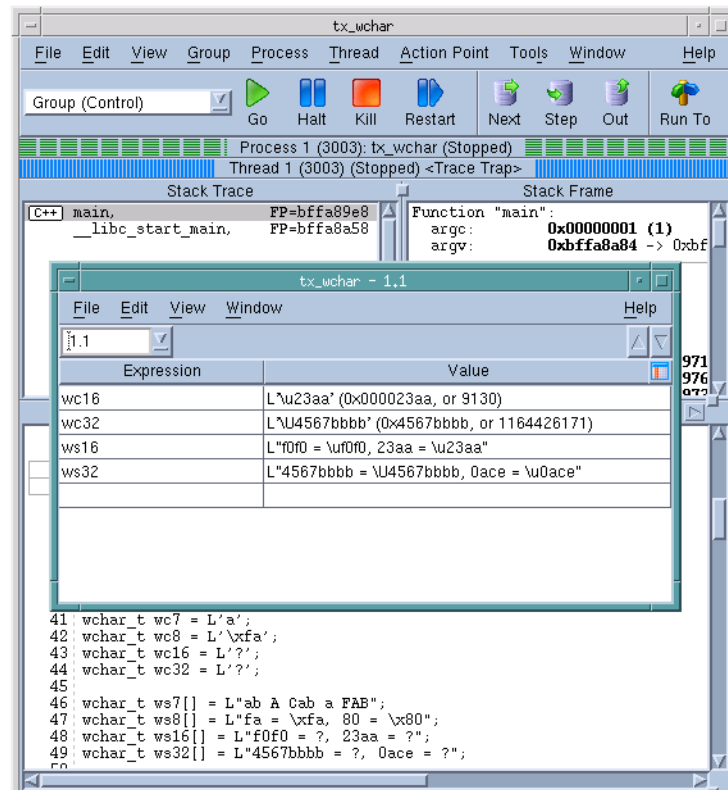 tx_wchar
File Edit View Group Process Thread Action Point Tools Window Help
Group (Control)
Go Halt Kill Restart Next Step Out Run To
Process 1 (3003): tx_wchar (Stopped)
Thread 1 (3003) (Stopped) <Trace Trap>
Stack Trace
Stack Frame
C++ main, FP=bffa89e8
__libc_start_main, FP=bffa8a58
Function "main":
argc: 0x00000001 (1)
argv: 0xbffa8a84 -> 0xbf
tx_wchar - 1.1
File Edit View Window Help
1.1
971
976
Expression Value
wc16 L'\u23aa' (0x000023aa, or 9130)
wc32 L'\U4567bbbb' (0x4567bbbb, or 1164426171)
ws16 L"f0f0 = \uf0f0, 23aa = \u23aa"
ws32 L"4567bbbb = \U4567bbbb, 0ace = \u0ace"
41 wchar_t wc7 = L'a';
42 wchar_t wc8 = L'\xfa';
43 wchar_t wc16 = L'?';
44 wchar_t wc32 = L'?';
45
46 wchar_t ws7[] = L"ab A Cab a FAB";
47 wchar_t ws8[] = L"fa = \xfa, 80 = \x80";
48 wchar_t ws16[] = L"f0f0 = ?, 23aa = ?";
49 wchar_t ws32[] = L"4567bbbb = ?, 0ace = ?";